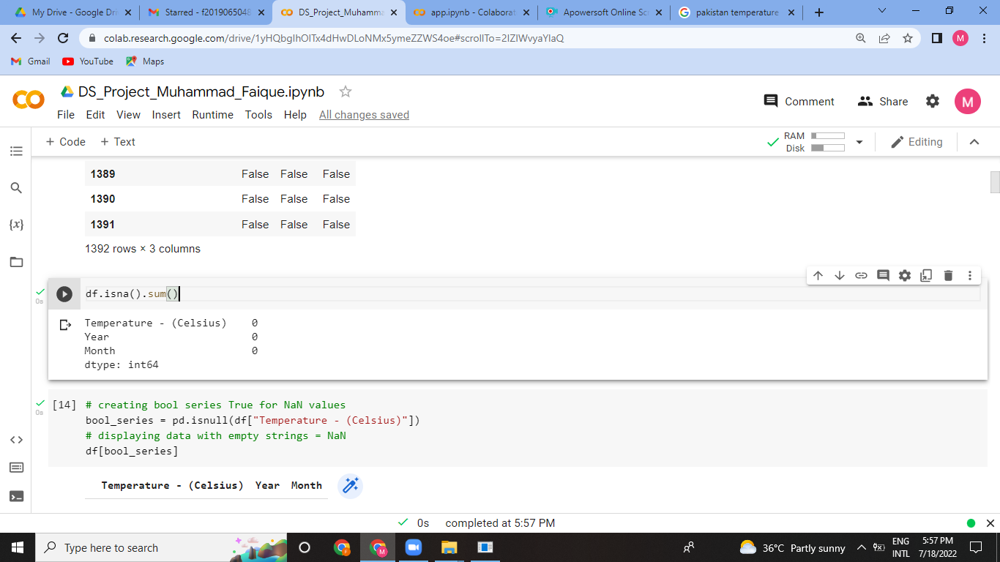 My Drive - Google Dri
Starred - f2019065048
DS_Project_Muhamma
app.ipynb - Colaborat
Apowersoft Online Scr
pakistan temperature
colab.research.google.com/drive/1yHQbglhOITx4dHwDLoNMx5ymeZZWS4oe#scrollTo=2IZIWvyaYlaQ
M
Gmail
YouTube
Maps
DS_Project_Muhammad_Faique.ipynb
Comment
Share
M
File Edit View Insert Runtime Tools Help All changes saved
+ Code + Text
RAM
Disk
Editing
1389 False False False
1390 False False False
1391 False False False
1392 rows × 3 columns
{x}
0s
df.isna().sum()
Temperature - (Celsius) 0
Year 0
Month 0
dtype: int64
0s
[14] # creating bool series True for NaN values
bool_series = pd.isnull(df["Temperature - (Celsius)"])
# displaying data with empty strings = NaN
df[bool_series]
Temperature - (Celsius) Year Month
0s completed at 5:57 PM
Type here to search
F
M
36°C Partly sunny
ENG
INTL
5:57 PM
7/18/2022